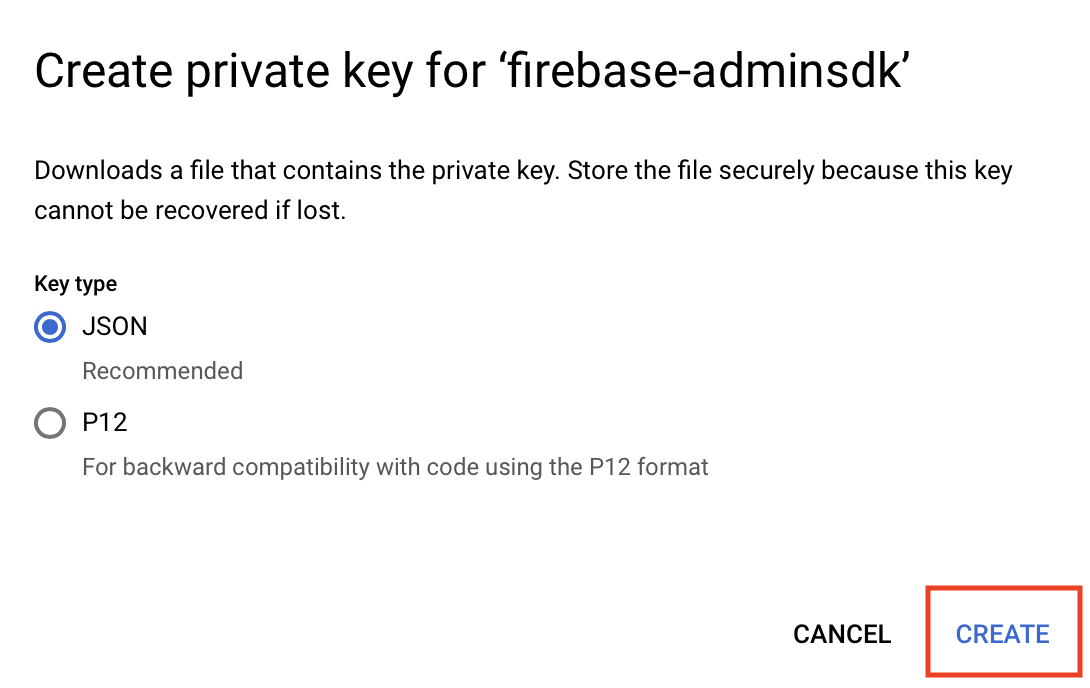 Create private key for ‘firebase-adminsdk’
Downloads a file that contains the private key. Store the file securely because this key
cannot be recovered if lost.
Key type
JSON
Recommended
P12
For backward compatibility with code using the P12 format
CANCEL
CREATE